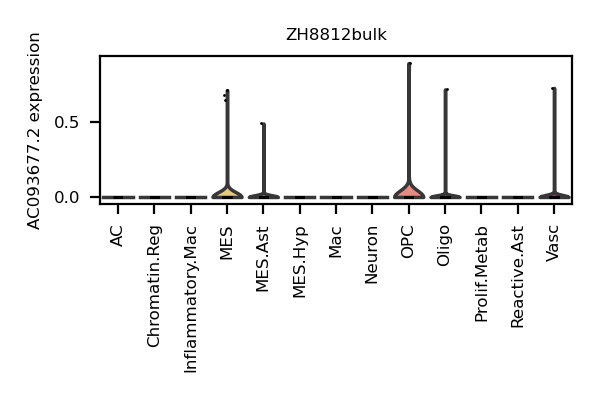 ZH8812bulk
AC093677.2 expression
0.5
0.0
AC
Chromatin.Reg
Inflammatory.Mac
MES
MES.Ast
MES.Hyp
Mac
Neuron
OPC
Oligo
Prolif.Metab
Reactive.Ast
Vasc